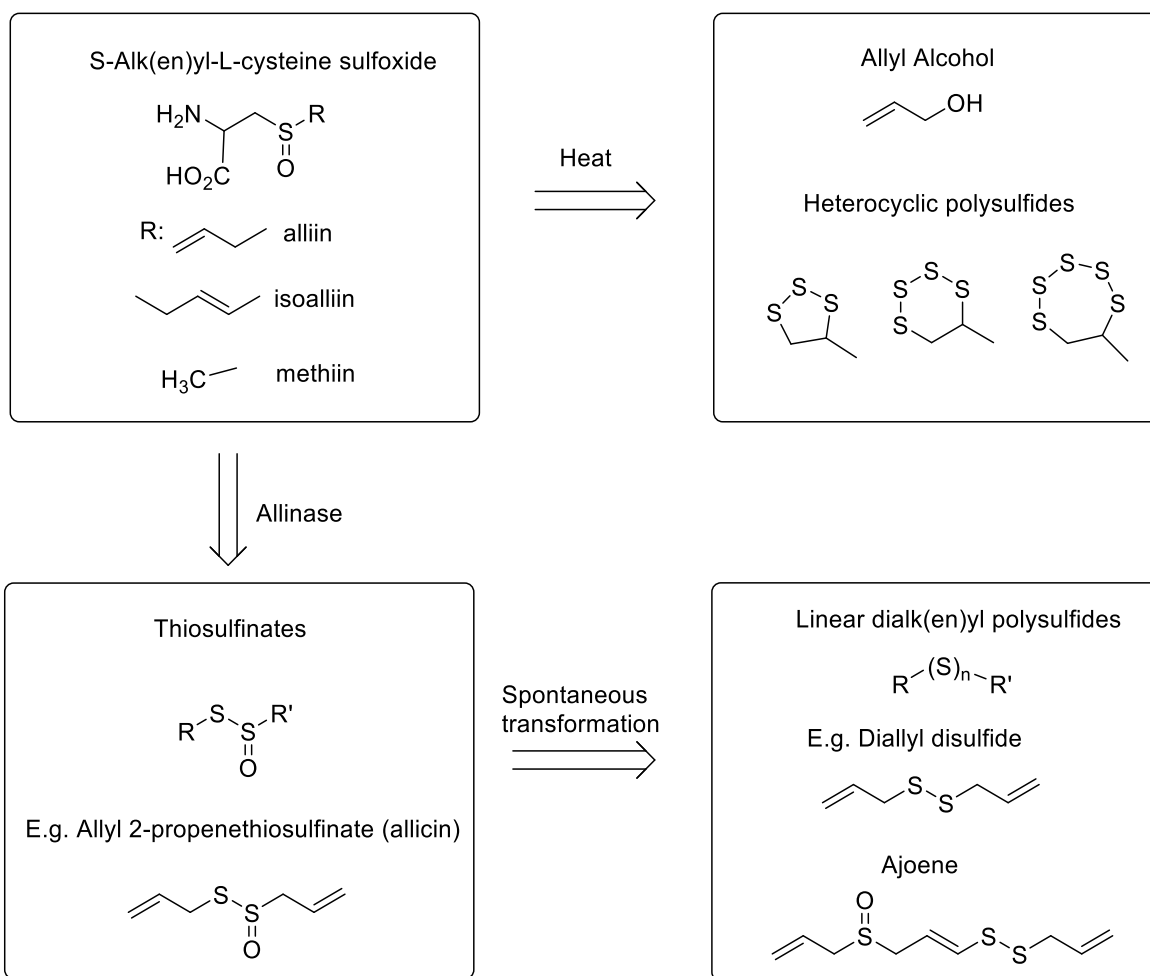 S-Alk(en)yl-L-cysteine sulfoxide
H₂N
R
S
O
HO₂C
R:
alliin
isoalliin
H₃C
methiin
Heat
Allyl Alcohol
OH
Heterocyclic polysulfides
S S S
S S S S
S S S S S
Allinase
Thiosulfinates
R S S R'
O
E.g. Allyl 2-propenethiosulfinate (allicin)
S S
O
Spontaneous
transformation
Linear dialk(en)yl polysulfides
R (S)ₙ R'
E.g. Diallyl disulfide
S S
Ajoene
O
S S S